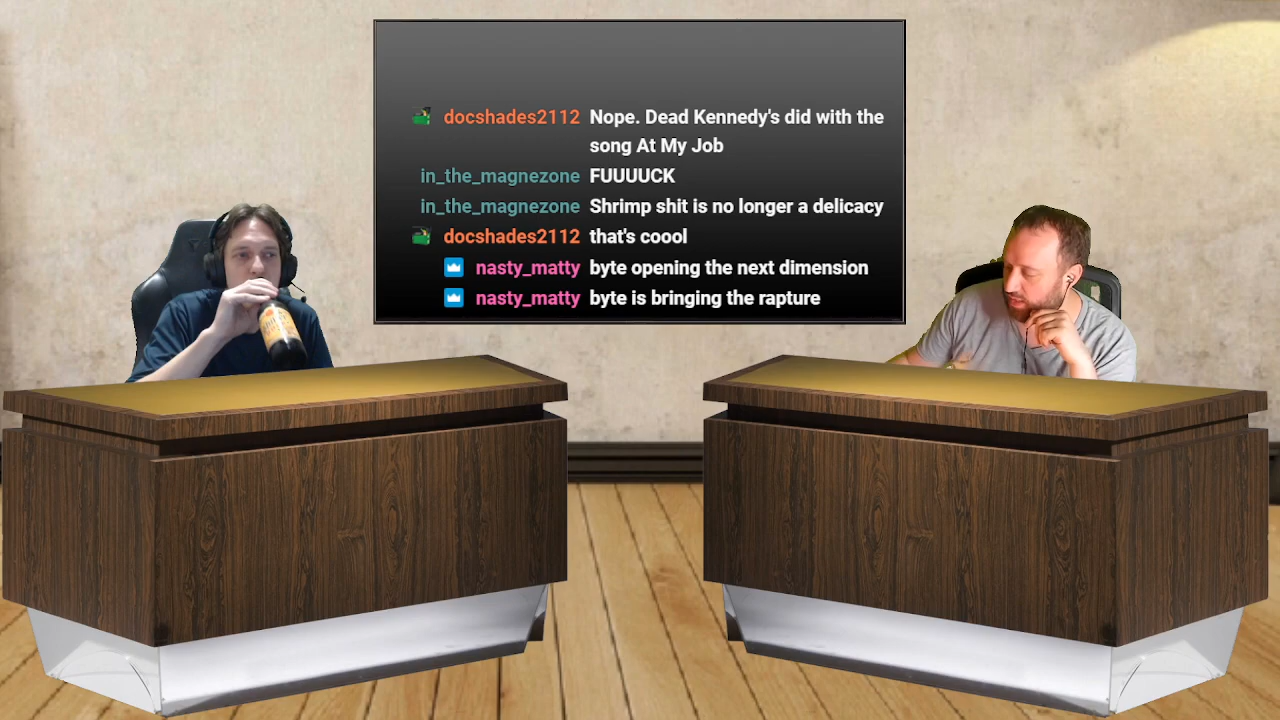 docshades2112 Nope. Dead Kennedy's did with the
song At My Job
in_the_magnezone FUUUUCK
in_the_magnezone Shrimp shit is no longer a delicacy
docshades2112 that's coool
nasty_matty byte opening the next dimension
nasty_matty byte is bringing the rapture